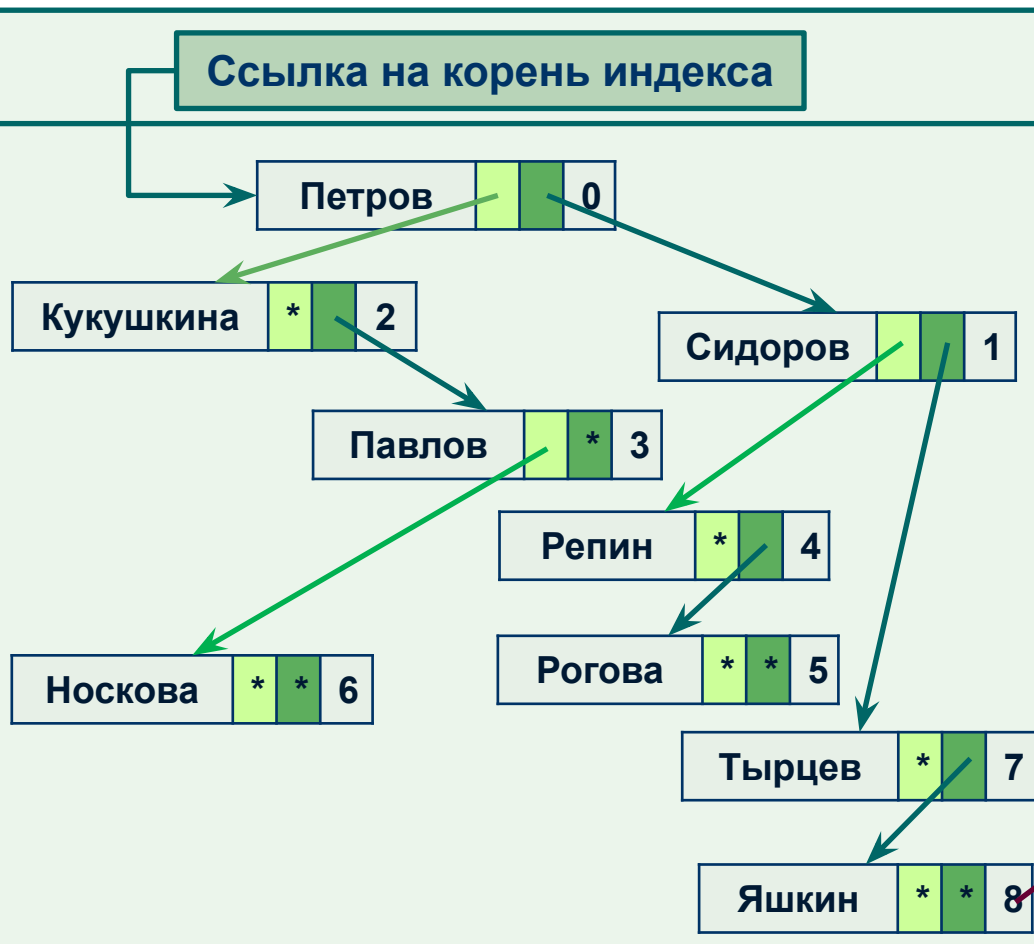 Ссылка на корень индекса
Петров 0
Кукушкина * 2
Сидоров 1
Павлов * 3
Репин * 4
Рогова * * 5
Носкова * * 6
Тырцев * 7
Яшкин * * 8